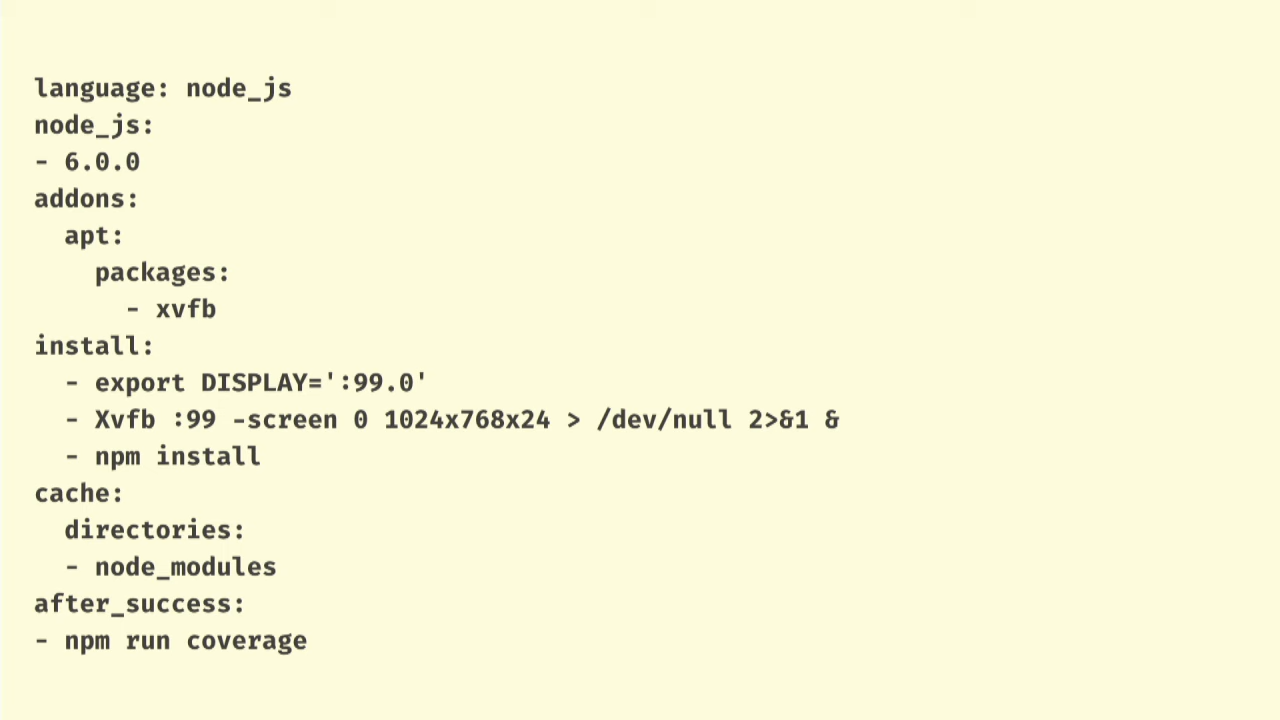 language: node_js
node_js:
- 6.0.0
addons:
  apt:
    packages:
      - xvfb
install:
  - export DISPLAY=':99.0'
  - Xvfb :99 -screen 0 1024x768x24 > /dev/null 2>&1 &
  - npm install
cache:
  directories:
  - node_modules
after_success:
- npm run coverage